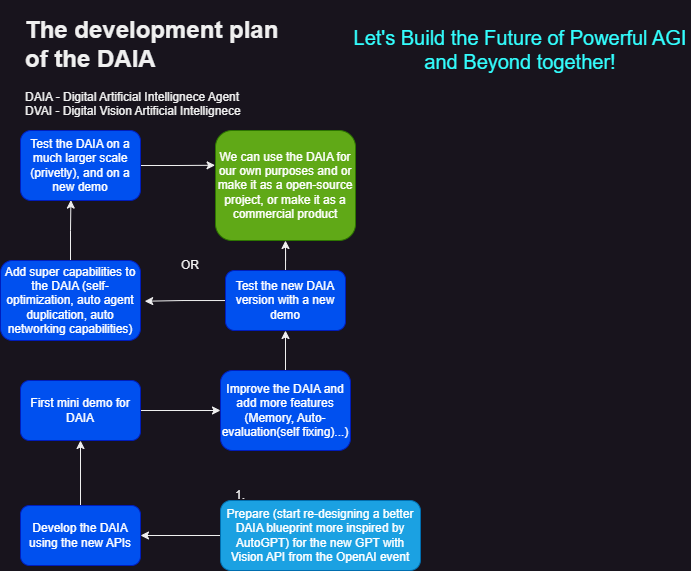 The development plan
of the DAIA
Let's Build the Future of Powerful AGI
and Beyond together!
DAIA - Digital Artificial Intellignece Agent
DVAI - Digital Vision Artificial Intellignece
Test the DAIA on a
much larger scale
(privetly), and on a
new demo
We can use the DAIA for
our own purposes and or
make it as a open-source
project, or make it as a
commercial product
Add super capabilities to
the DAIA (self-
optimization, auto agent
duplication, auto
networking capabilities)
OR
Test the new DAIA
version with a new
demo
First mini demo for
DAIA
Improve the DAIA and
add more features
(Memory, Auto-
evaluation(self fixing)...)
Develop the DAIA
using the new APIs
1.
Prepare (start re-designing a better
DAIA blueprint more inspired by
AutoGPT) for the new GPT with
Vision API from the OpenAI event